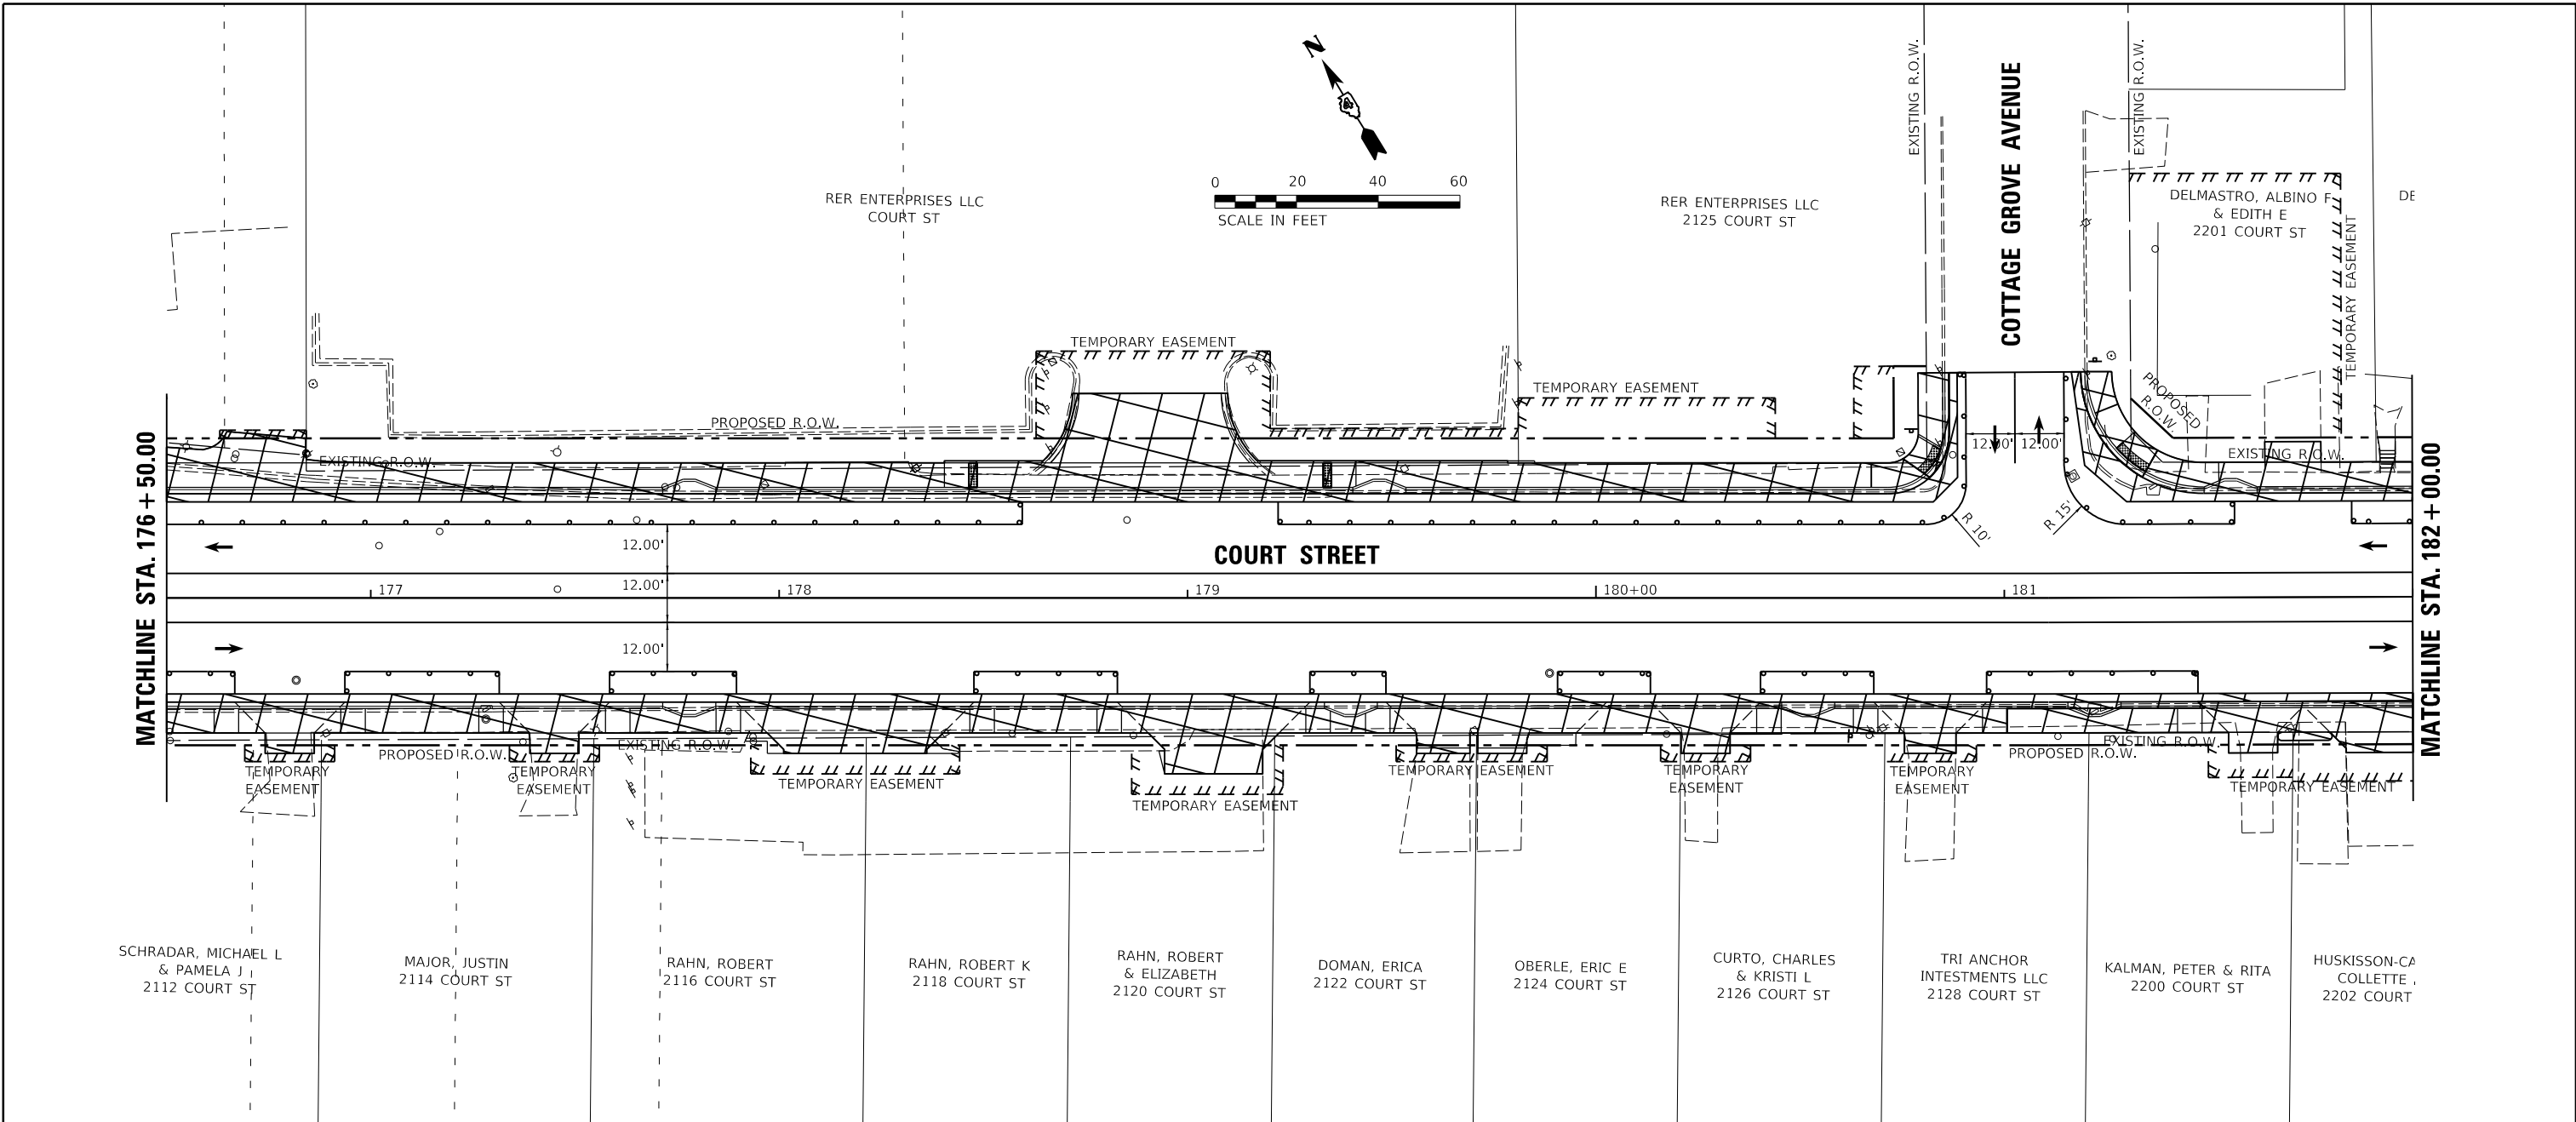 N
0 20 40 60
SCALE IN FEET
EXISTING R.O.W.
COTTAGE GROVE AVENUE
EXISTING R.O.W.
RER ENTERPRISES LLC
COURT ST
RER ENTERPRISES LLC
2125 COURT ST
DELMASTRO, ALBINO F
& EDITH E
2201 COURT ST
DE
TEMPORARY EASEMENT
TEMPORARY EASEMENT
TEMPORARY EASEMENT
PROPOSED R.O.W.
PROPOSED
R.O.W.
EXISTING R.O.W.
EXISTING R.O.W.
12.00' 12.00'
R 10'
R 15'
MATCHLINE STA. 176+50.00
MATCHLINE STA. 182+00.00
COURT STREET
12.00'
12.00'
12.00'
177 178 179 180+00 181
PROPOSED R.O.W.
EXISTING R.O.W.
EXISTING R.O.W.
PROPOSED R.O.W.
TEMPORARY
EASEMENT
TEMPORARY
EASEMENT
TEMPORARY EASEMENT
TEMPORARY EASEMENT
TEMPORARY EASEMENT
TEMPORARY
EASEMENT
TEMPORARY
EASEMENT
TEMPORARY EASEMENT
SCHRADAR, MICHAEL L
& PAMELA J
2112 COURT ST
MAJOR, JUSTIN
2114 COURT ST
RAHN, ROBERT
2116 COURT ST
RAHN, ROBERT K
2118 COURT ST
RAHN, ROBERT
& ELIZABETH
2120 COURT ST
DOMAN, ERICA
2122 COURT ST
OBERLE, ERIC E
2124 COURT ST
CURTO, CHARLES
& KRISTI L
2126 COURT ST
TRI ANCHOR
INTESTMENTS LLC
2128 COURT ST
KALMAN, PETER & RITA
2200 COURT ST
HUSKISSON-CA
COLLETTE
2202 COURT